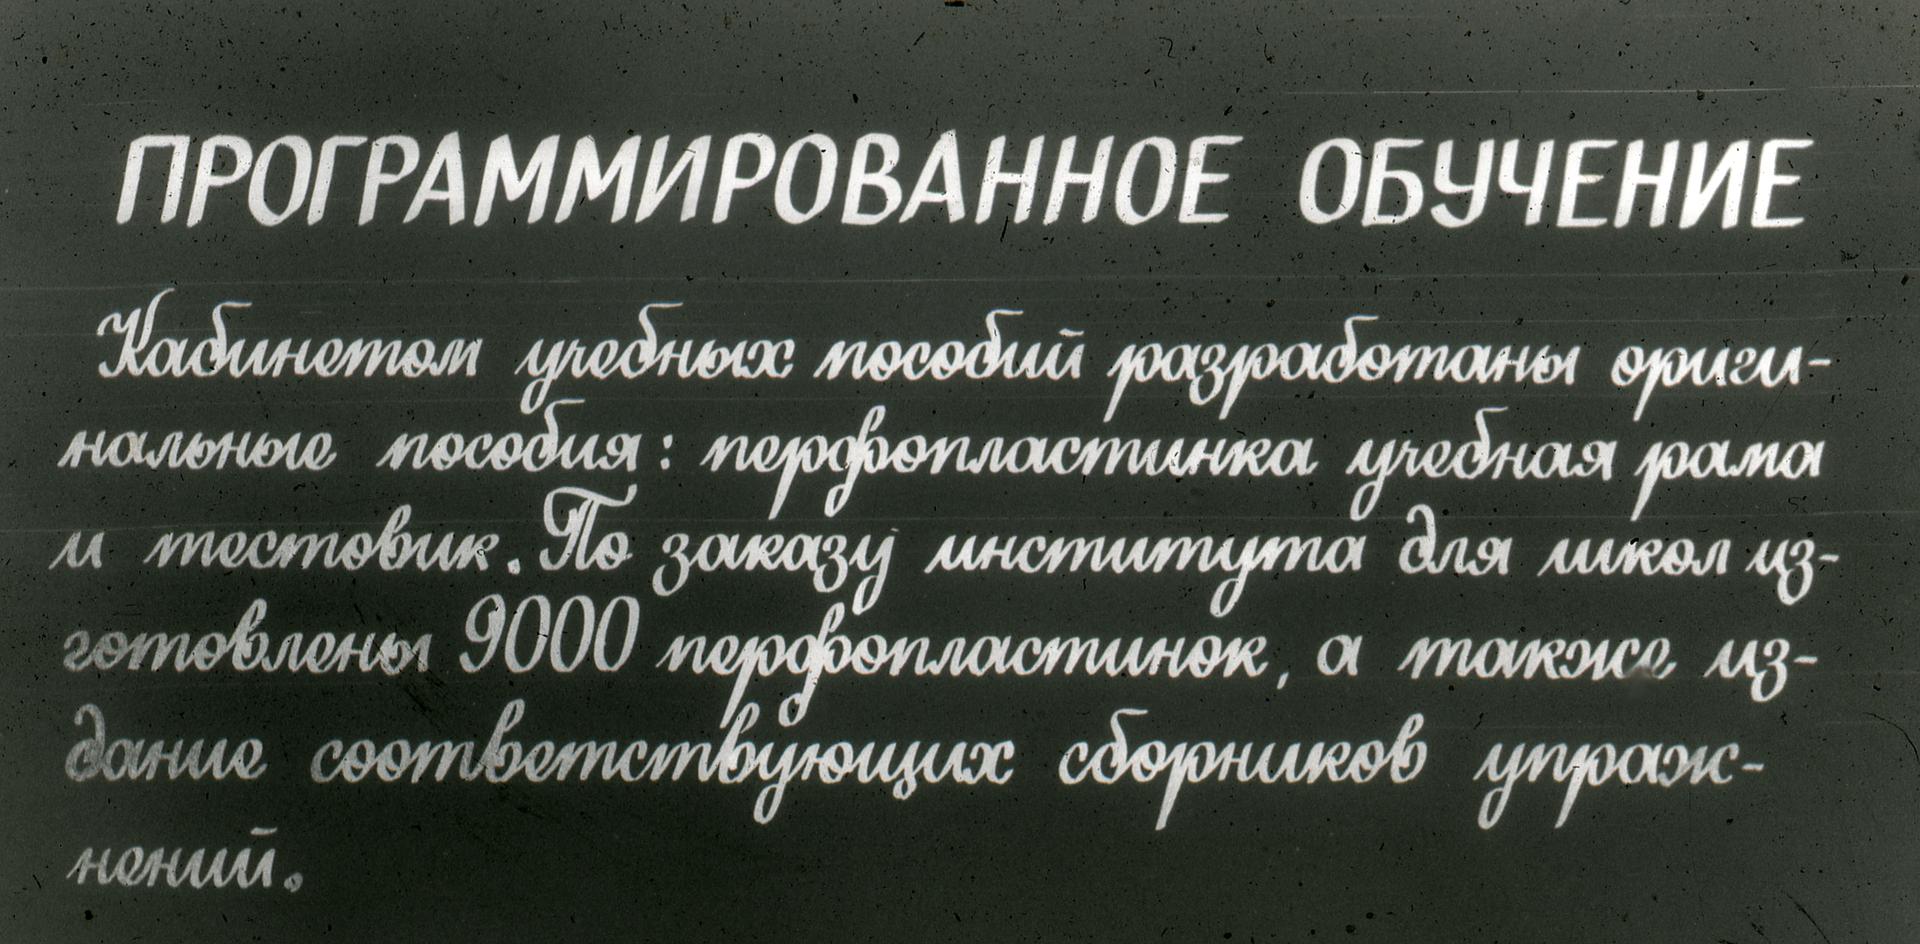 ПРОГРАММИРОВАННОЕ ОБУЧЕНИЕ
Кабинетом учебных пособий разработаны ориги-
нальные пособия: перфопластинка учебная рама
и тестовик. По заказу института для школ из-
готовлены 9000 перфопластинок, а также из-
дание соответствующих сборников упраж-
нений.